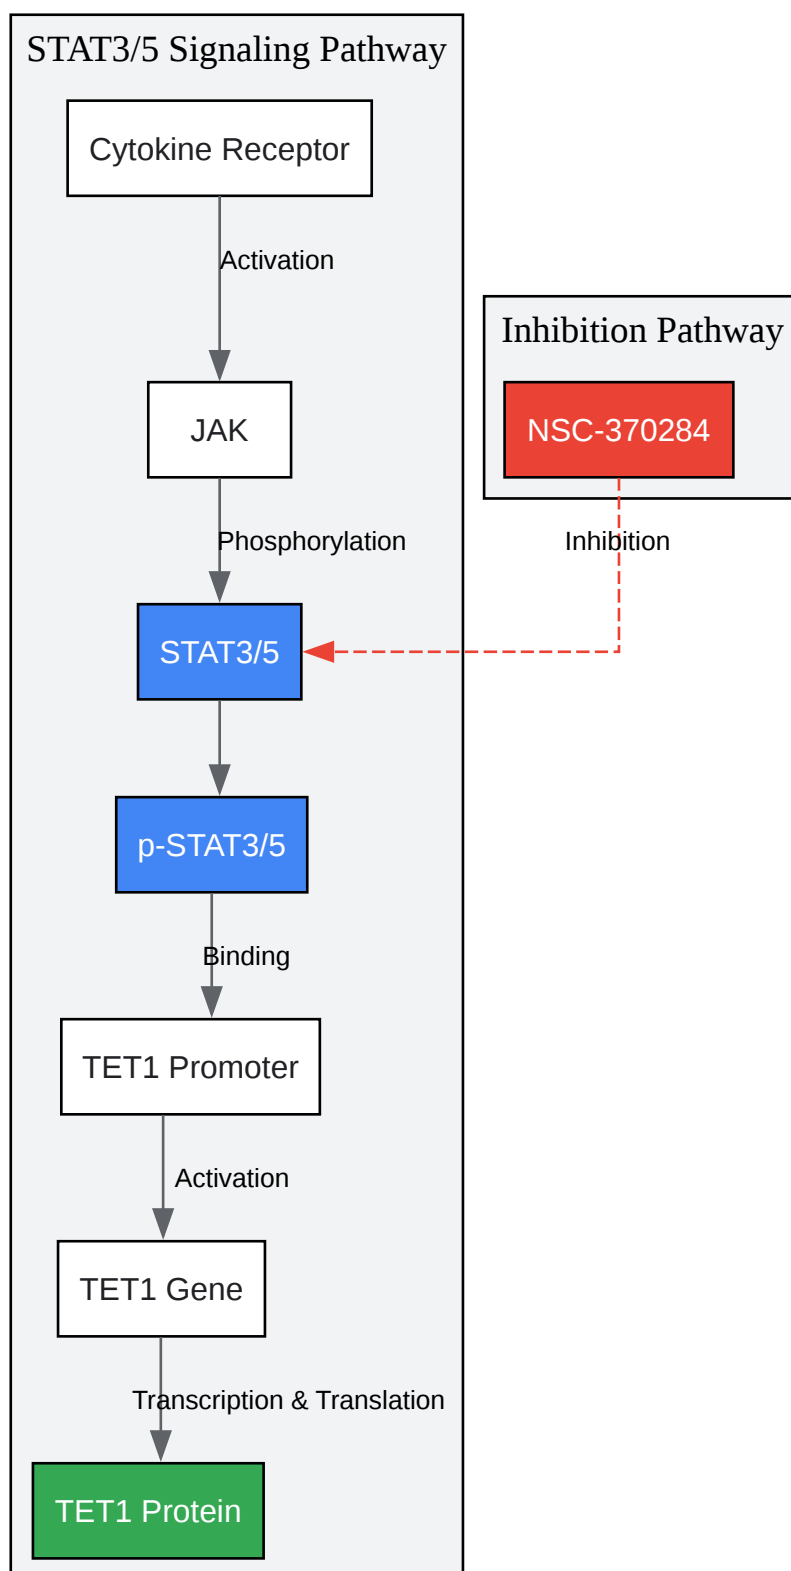 STAT3/5 Signaling Pathway
Cytokine Receptor
Activation
Inhibition Pathway
JAK
NSC-370284
Phosphorylation
Inhibition
STAT3/5
p-STAT3/5
Binding
TET1 Promoter
Activation
TET1 Gene
Transcription & Translation
TET1 Protein